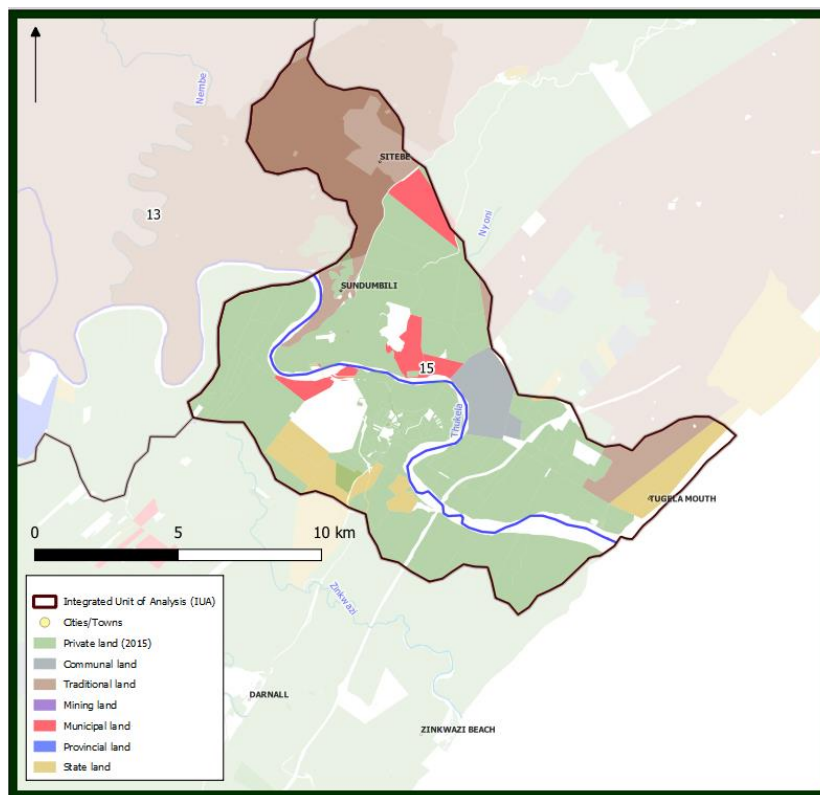 Nembe
SITEBE
13
Nyoni
SUNDUMBILI
15
Thukela
TUGELA MOUTH
0 5 10 km
Zinkwazi
DARNALL
ZINKWAZI BEACH
Integrated Unit of Analysis (IUA)
Cities/Towns
Private land (2015)
Communal land
Traditional land
Mining land
Municipal land
Provincial land
State land